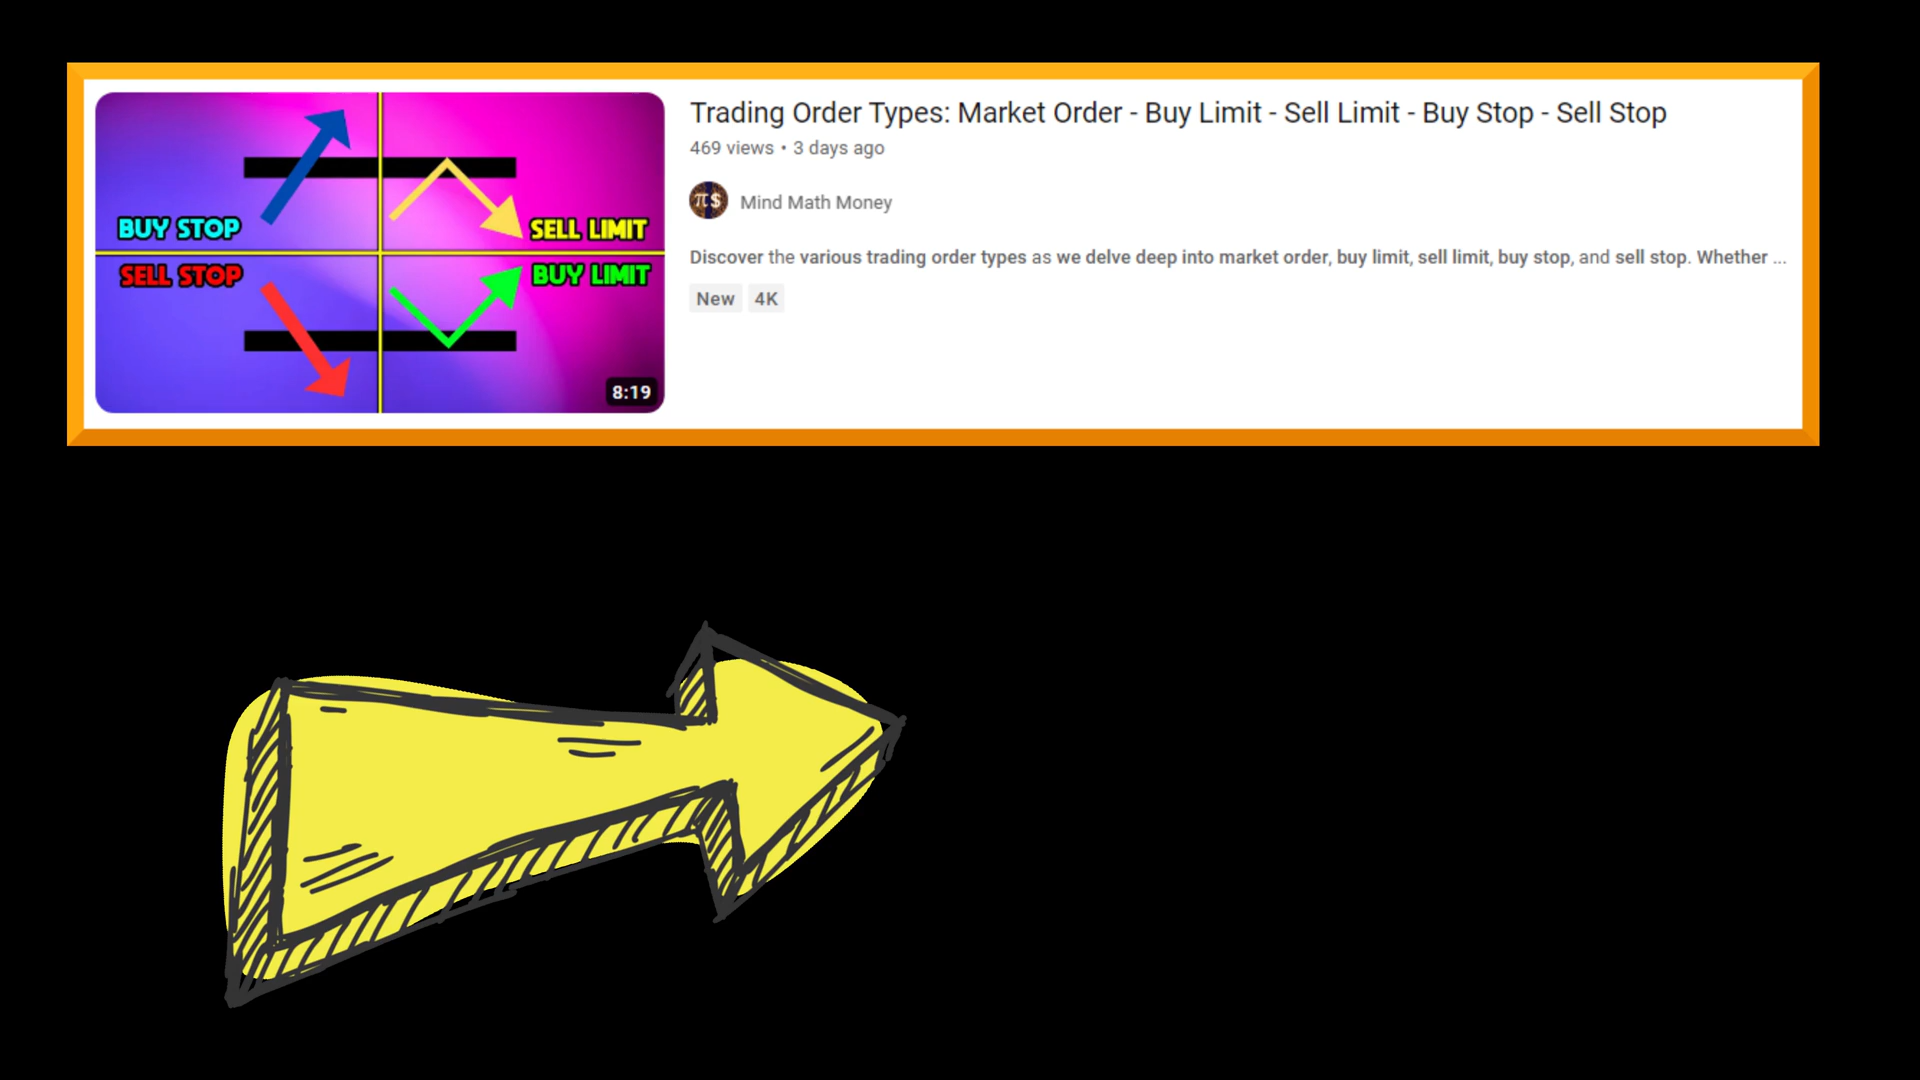 Trading Order Types: Market Order - Buy Limit - Sell Limit - Buy Stop - Sell Stop
469 views • 3 days ago
π$ Mind Math Money
Discover the various trading order types as we delve deep into market order, buy limit, sell limit, buy stop, and sell stop. Whether ...
New 4K
BUY STOP
SELL LIMIT
SELL STOP
BUY LIMIT
8:19